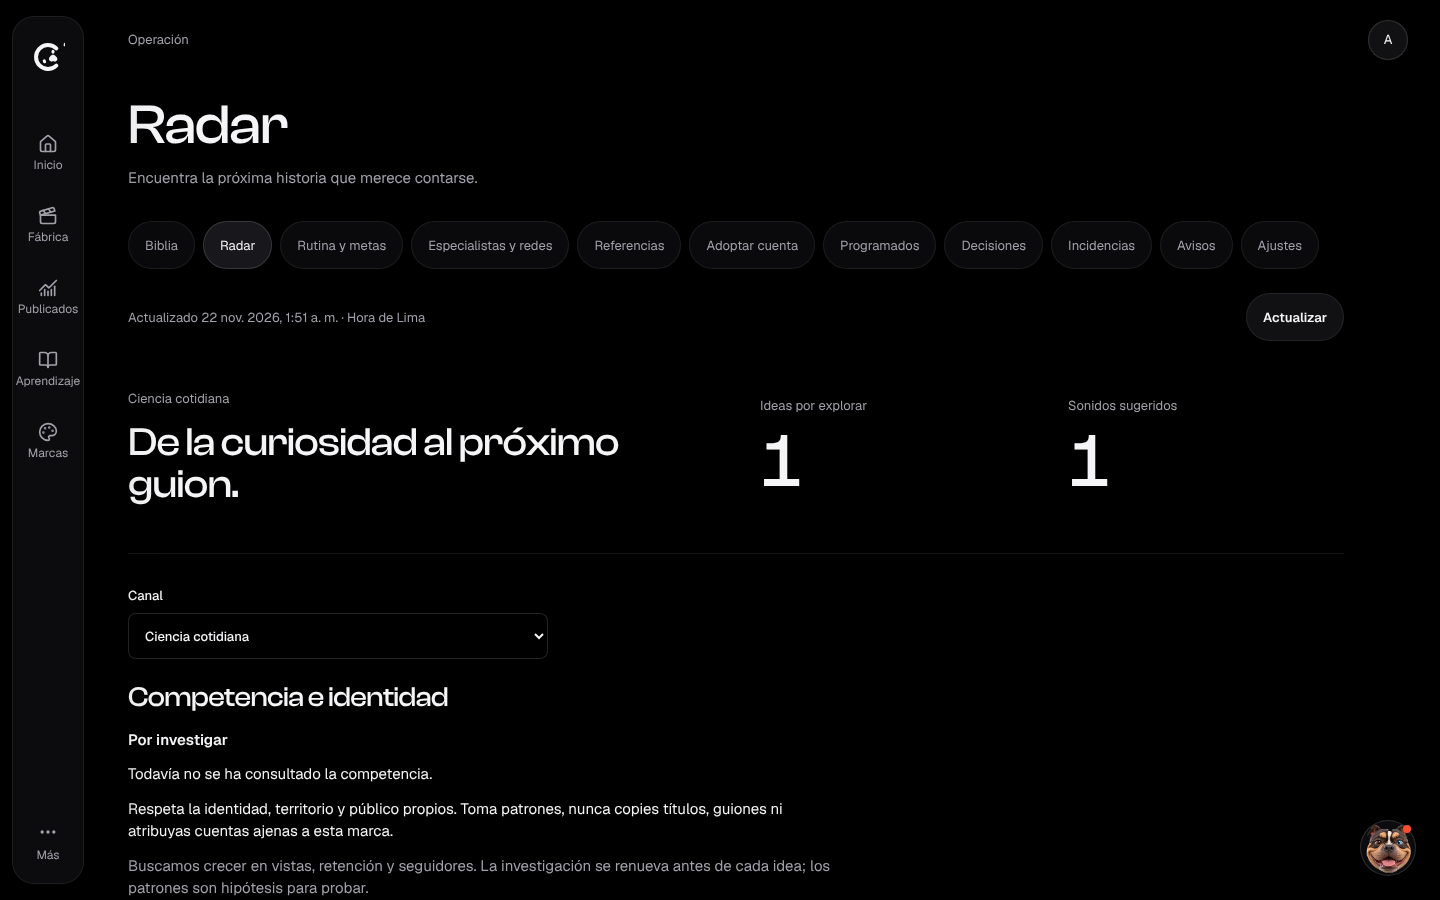 Operación
A
Inicio
Fábrica
Publicados
Aprendizaje
Marcas
Más
Radar
Encuentra la próxima historia que merece contarse.
Biblia
Radar
Rutina y metas
Especialistas y redes
Referencias
Adoptar cuenta
Programados
Decisiones
Incidencias
Avisos
Ajustes
Actualizado 22 nov. 2026, 1:51 a. m. · Hora de Lima
Actualizar
Ciencia cotidiana
De la curiosidad al próximo
guion.
Ideas por explorar
1
Sonidos sugeridos
1
Canal
Ciencia cotidiana
Competencia e identidad
Por investigar
Todavía no se ha consultado la competencia.
Respeta la identidad, territorio y público propios. Toma patrones, nunca copies títulos, guiones ni
atribuyas cuentas ajenas a esta marca.
Buscamos crecer en vistas, retención y seguidores. La investigación se renueva antes de cada idea; los
patrones son hipótesis para probar.